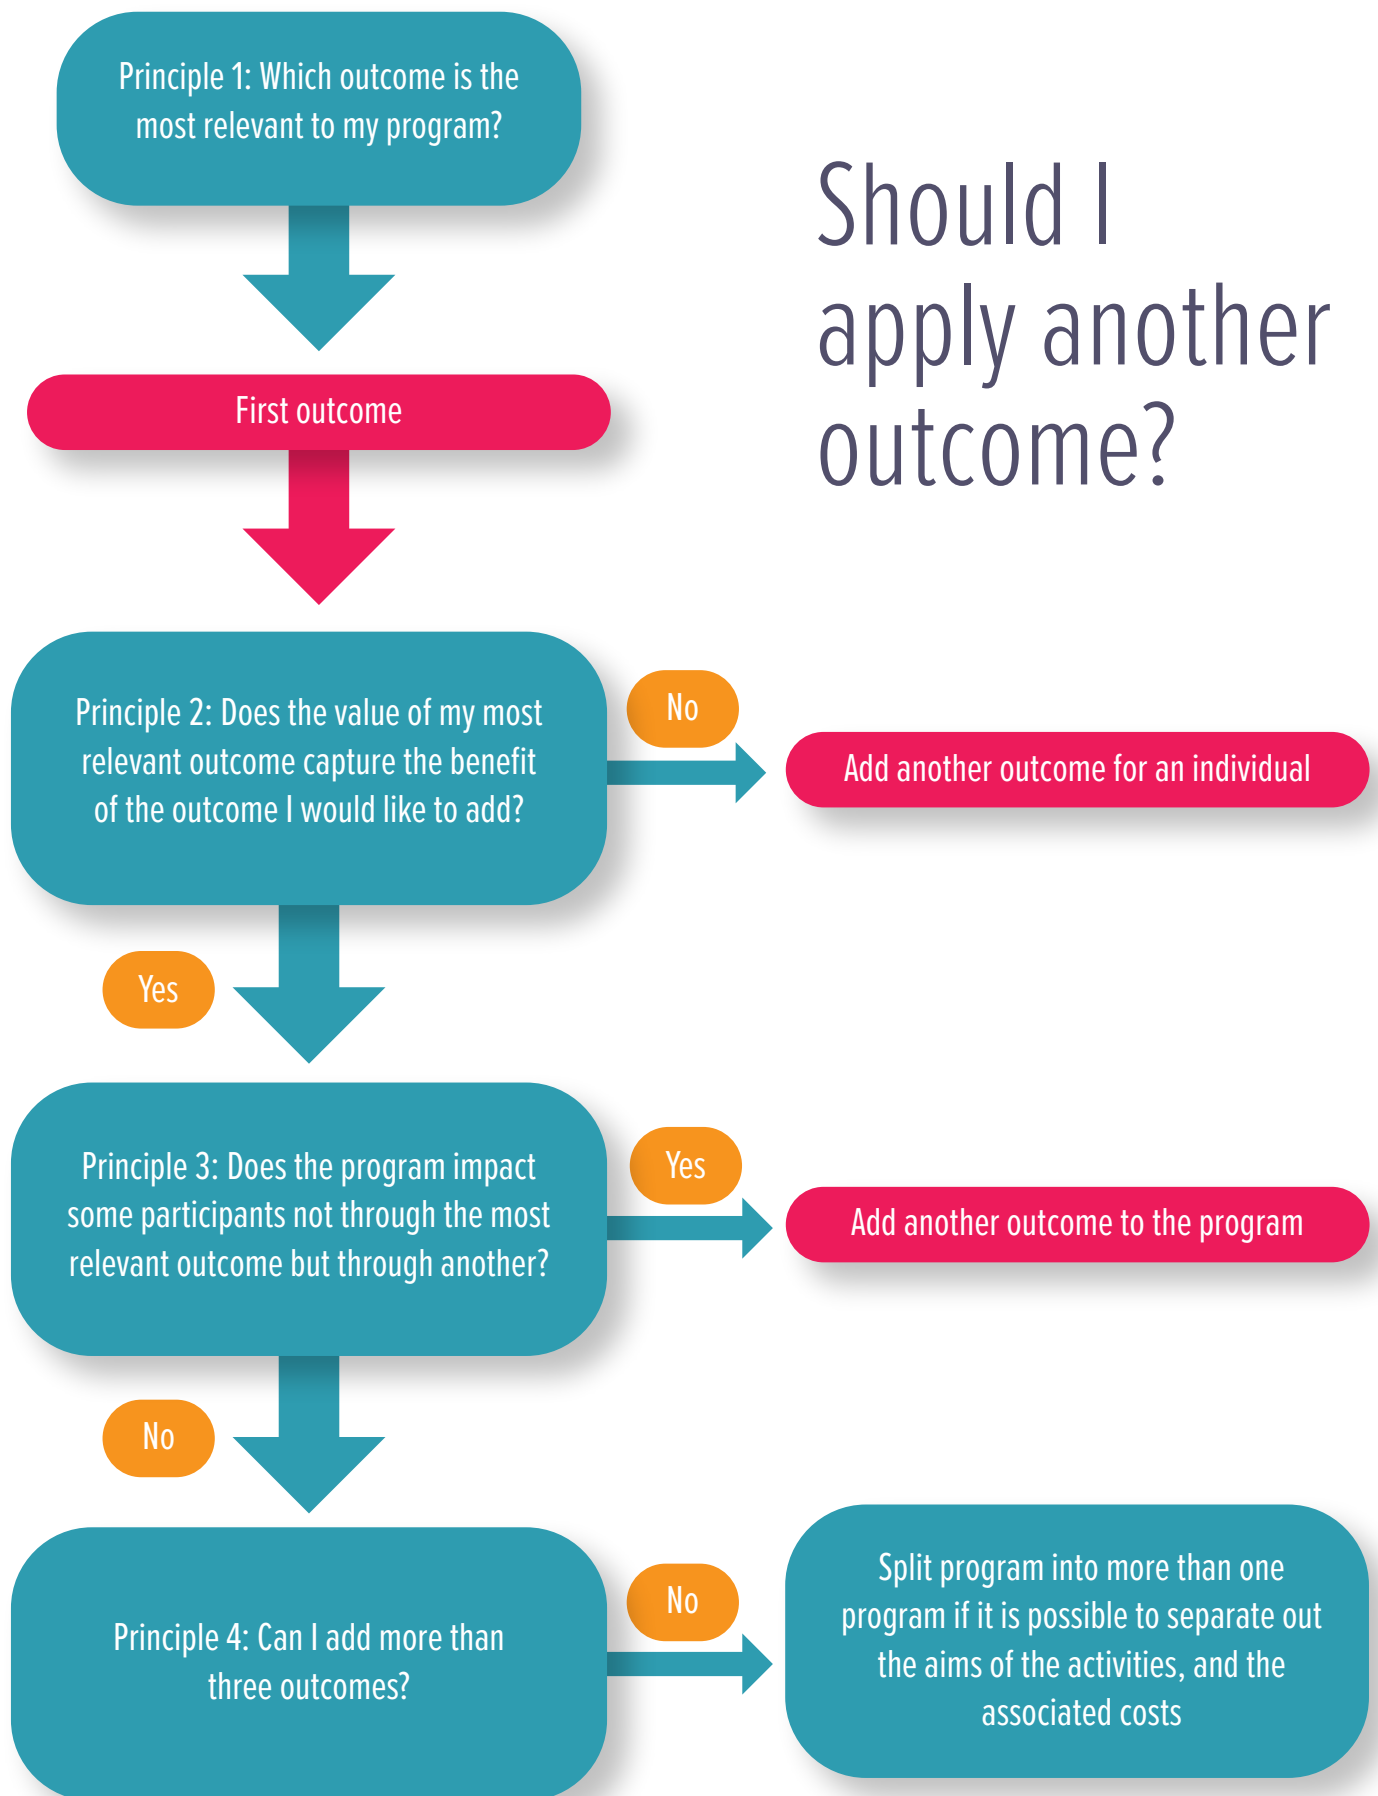 Principle 1: Which outcome is the
most relevant to my program?
Should I
apply another
outcome?
First outcome
Principle 2: Does the value of my most
relevant outcome capture the benefit
of the outcome I would like to add?
No
Add another outcome for an individual
Yes
Principle 3: Does the program impact
some participants not through the most
relevant outcome but through another?
Yes
Add another outcome to the program
No
Principle 4: Can I add more than
three outcomes?
No
Split program into more than one
program if it is possible to separate out
the aims of the activities, and the
associated costs